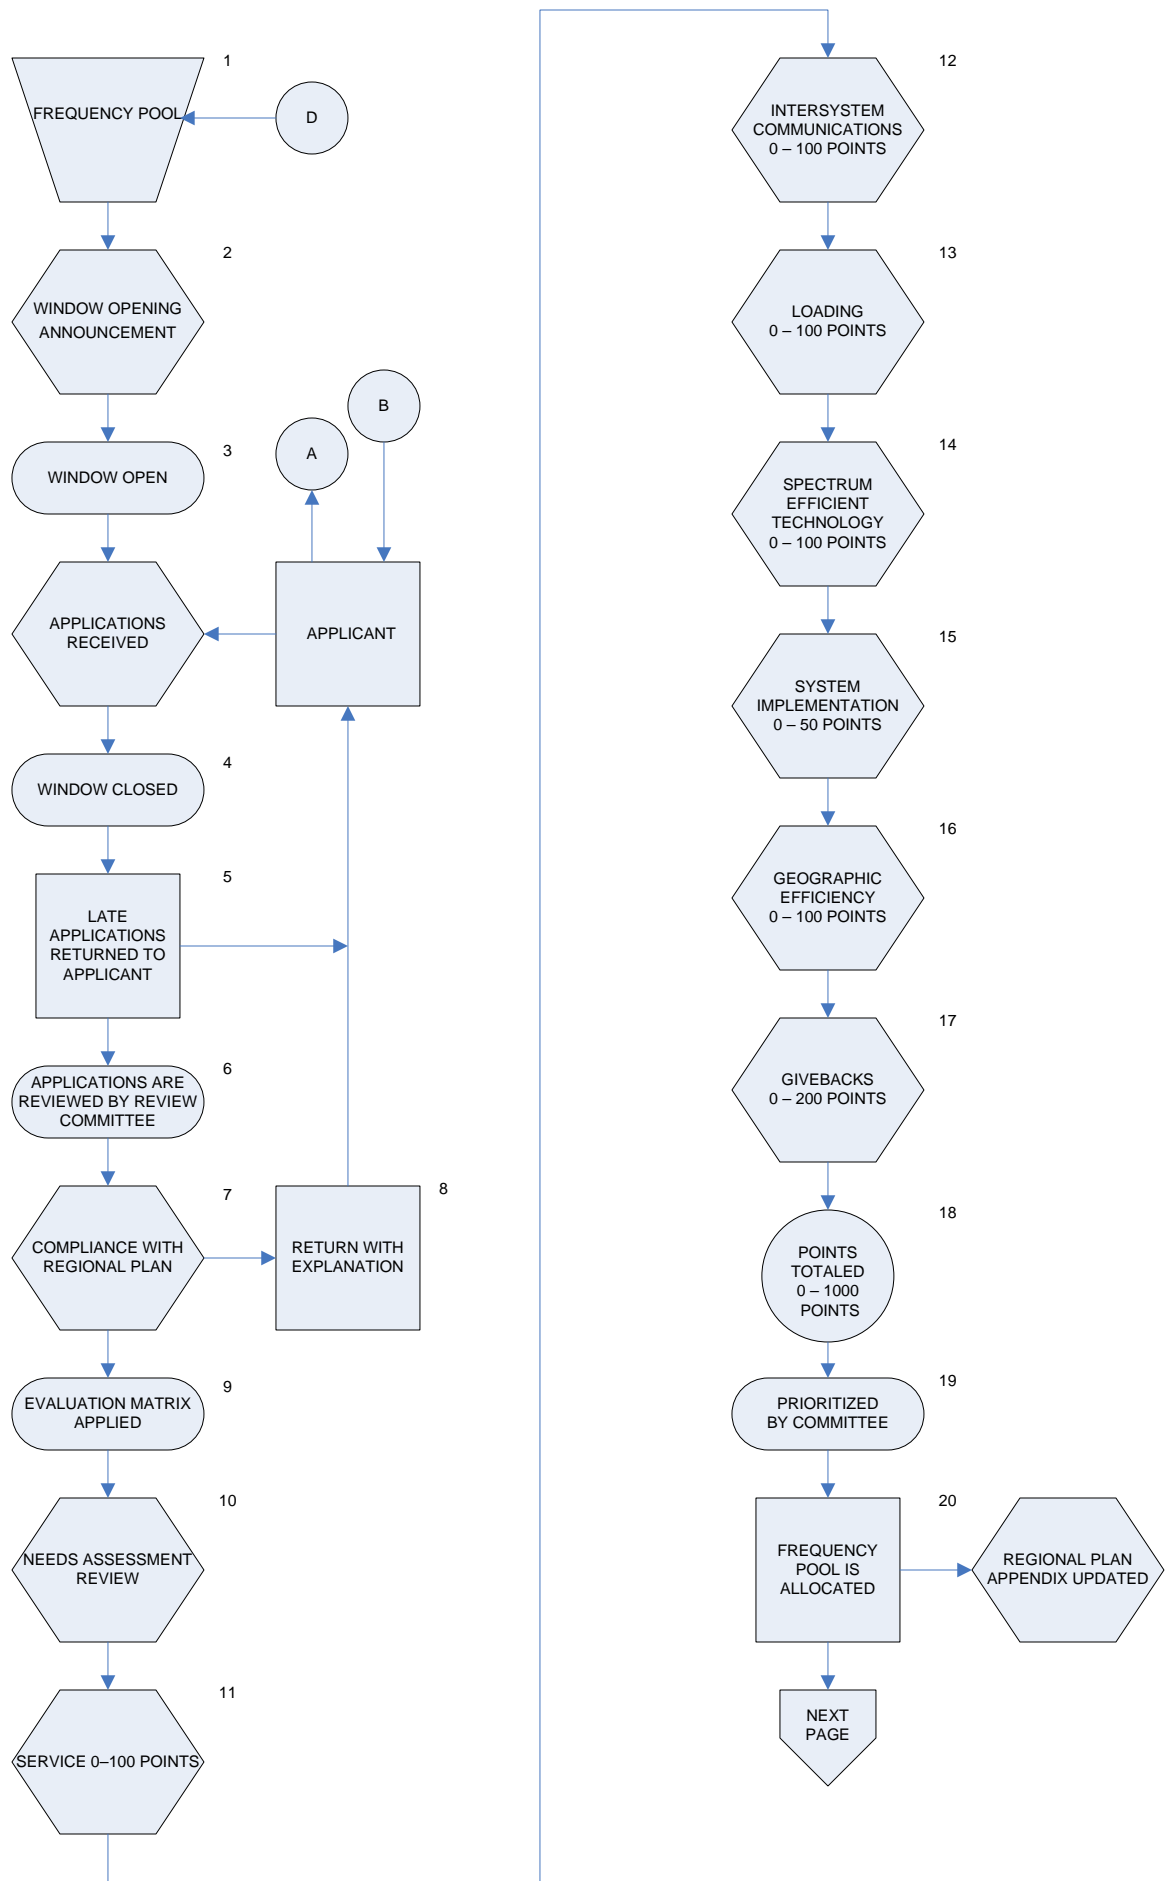 1
FREQUENCY POOL
D
2
WINDOW OPENING
ANNOUNCEMENT
3
WINDOW OPEN
A
B
APPLICATIONS
RECEIVED
APPLICANT
4
WINDOW CLOSED
5
LATE
APPLICATIONS
RETURNED TO
APPLICANT
6
APPLICATIONS ARE
REVIEWED BY REVIEW
COMMITTEE
7
COMPLIANCE WITH
REGIONAL PLAN
8
RETURN WITH
EXPLANATION
9
EVALUATION MATRIX
APPLIED
10
NEEDS ASSESSMENT
REVIEW
11
SERVICE 0–100 POINTS
12
INTERSYSTEM
COMMUNICATIONS
0 – 100 POINTS
13
LOADING
0 – 100 POINTS
14
SPECTRUM
EFFICIENT
TECHNOLOGY
0 – 100 POINTS
15
SYSTEM
IMPLEMENTATION
0 – 50 POINTS
16
GEOGRAPHIC
EFFICIENCY
0 – 100 POINTS
17
GIVEBACKS
0 – 200 POINTS
18
POINTS
TOTALED
0 – 1000
POINTS
19
PRIORITIZED
BY COMMITTEE
20
FREQUENCY
POOL IS
ALLOCATED
REGIONAL PLAN
APPENDIX UPDATED
NEXT
PAGE